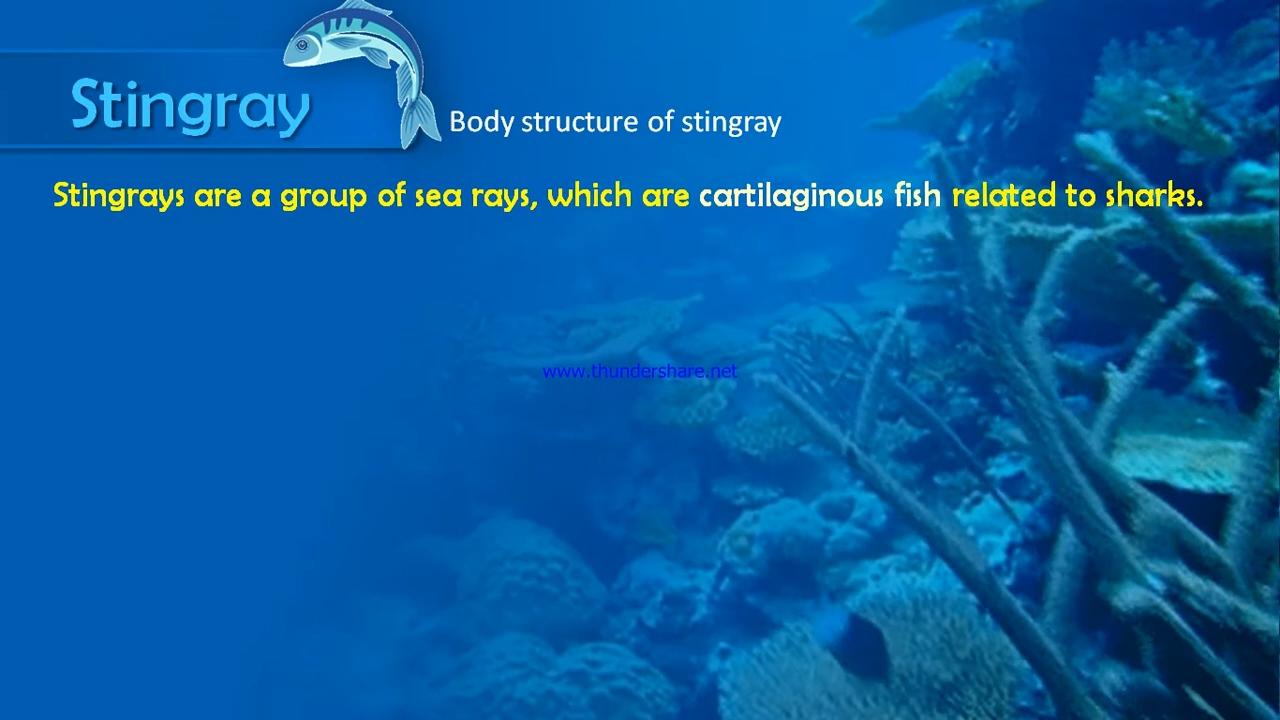 Stingray
Body structure of stingray
Stingrays are a group of sea rays, which are cartilaginous fish related to sharks.
www.thundershare.net